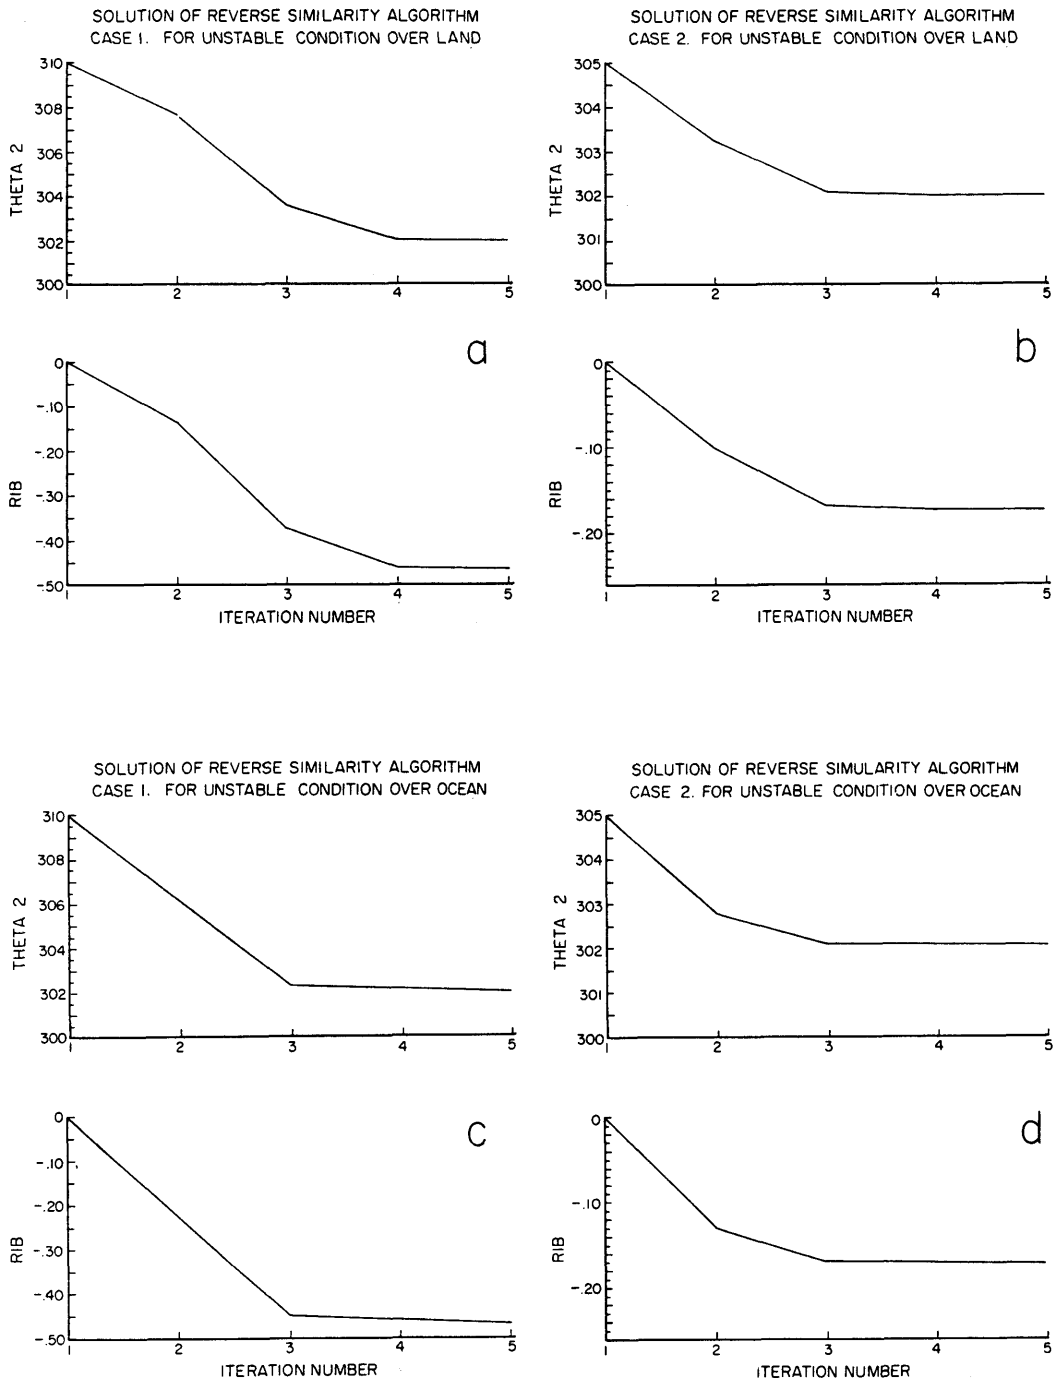 SOLUTION OF REVERSE SIMILARITY ALGORITHM
CASE 1. FOR UNSTABLE CONDITION OVER LAND
310
308
306
304
302
300
THETA 2
1 2 3 4 5
a
0
-.10
-.20
-.30
-.40
-.50
RIB
1 2 3 4 5
ITERATION NUMBER
SOLUTION OF REVERSE SIMILARITY ALGORITHM
CASE 2. FOR UNSTABLE CONDITION OVER LAND
305
304
303
302
301
300
THETA 2
1 2 3 4 5
b
0
-.10
-.20
RIB
1 2 3 4 5
ITERATION NUMBER
SOLUTION OF REVERSE SIMILARITY ALGORITHM
CASE 1. FOR UNSTABLE CONDITION OVER OCEAN
310
308
306
304
302
300
THETA 2
1 2 3 4 5
c
0
-.10
-.20
-.30
-.40
-.50
RIB
1 2 3 4 5
ITERATION NUMBER
SOLUTION OF REVERSE SIMULARITY ALGORITHM
CASE 2. FOR UNSTABLE CONDITION OVER OCEAN
305
304
303
302
301
300
THETA 2
1 2 3 4 5
d
0
-.10
-.20
RIB
1 2 3 4 5
ITERATION NUMBER